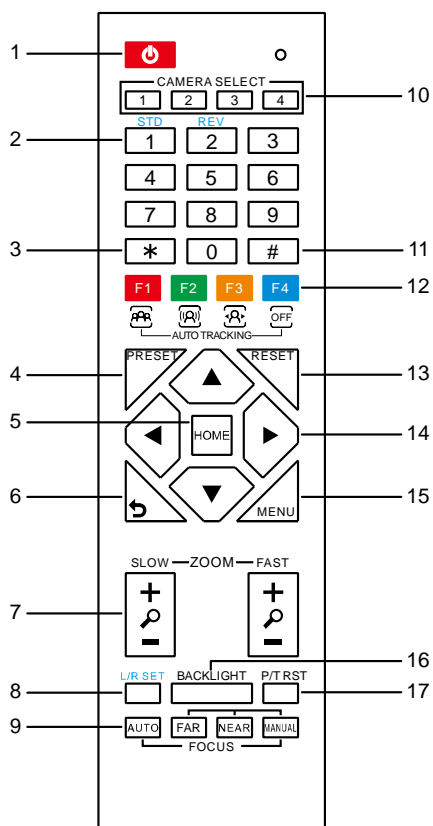 1
CAMERA SELECT
1 2 3 4
10
STD REV
2
1 2 3
4 5 6
7 8 9
3
* 0 #
11
F1 F2 F3 F4
12
OFF
AUTO TRACKING
PRESET RESET
4
13
5
HOME
14
6
MENU
15
SLOW ZOOM FAST
+ +
7
− −
16
L/R SET BACKLIGHT P/T RST
8
17
9
AUTO FAR NEAR MANUAL
FOCUS